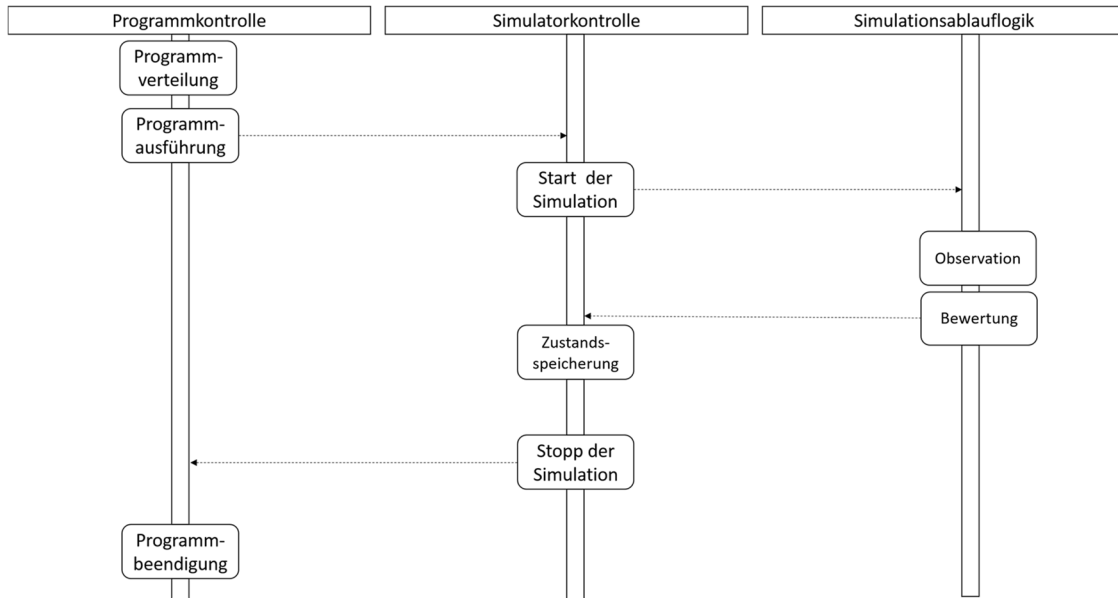 Programmkontrolle
Simulatorkontrolle
Simulationsablauflogik
Programm-
verteilung
Programm-
ausführung
Start der
Simulation
Observation
Bewertung
Zustands-
speicherung
Stopp der
Simulation
Programm-
beendigung